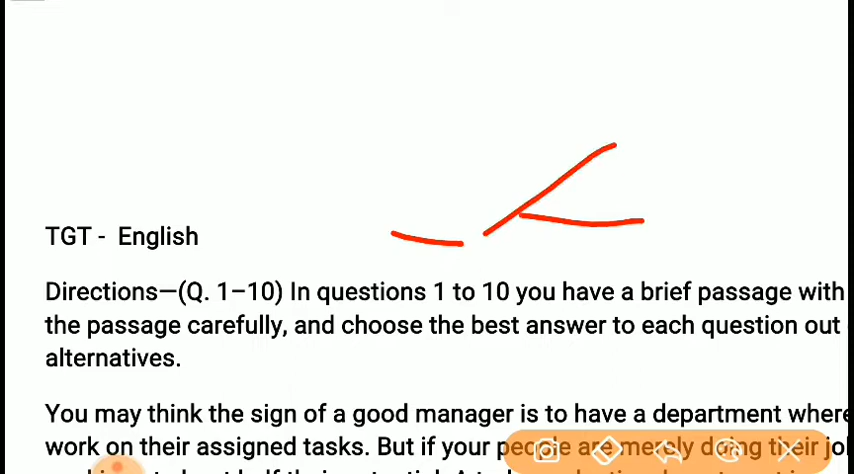 TGT - English
Directions—(Q. 1–10) In questions 1 to 10 you have a brief passage with
the passage carefully, and choose the best answer to each question out
alternatives.
You may think the sign of a good manager is to have a department where
work on their assigned tasks. But if your people are merely doing their